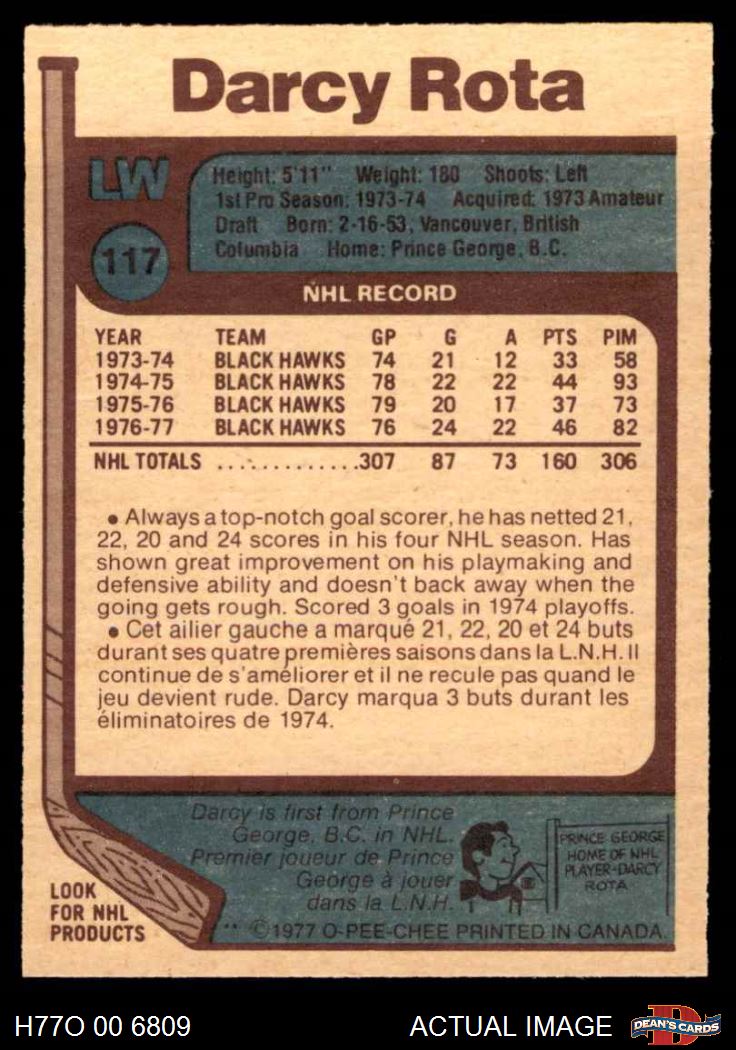 Darcy Rota
LW
117
Height: 5'11" Weight: 180 Shoots: Left
1st Pro Season: 1973-74 Acquired: 1973 Amateur
Draft Born: 2-16-53, Vancouver, British
Columbia Home: Prince George, B.C.
NHL RECORD
YEAR TEAM GP G A PTS PIM
1973-74 BLACK HAWKS 74 21 12 33 58
1974-75 BLACK HAWKS 78 22 22 44 93
1975-76 BLACK HAWKS 79 20 17 37 73
1976-77 BLACK HAWKS 76 24 22 46 82
NHL TOTALS .............307 87 73 160 306
• Always a top-notch goal scorer, he has netted 21,
22, 20 and 24 scores in his four NHL season. Has
shown great improvement on his playmaking and
defensive ability and doesn't back away when the
going gets rough. Scored 3 goals in 1974 playoffs.
• Cet ailier gauche a marqué 21, 22, 20 et 24 buts
durant ses quatre premières saisons dans la L.N.H. Il
continue de s'améliorer et il ne recule pas quand le
jeu devient rude. Darcy marqua 3 buts durant les
éliminatoires de 1974.
Darcy is first from Prince
George, B.C. in NHL.
Premier joueur de Prince
George à jouer
dans la L.N.H.
PRINCE GEORGE
HOME OF NHL
PLAYER-DARCY
ROTA
LOOK
FOR NHL
PRODUCTS
** ©1977 O-PEE-CHEE PRINTED IN CANADA.
H77O 00 6809
ACTUAL IMAGE
DEAN'S CARDS